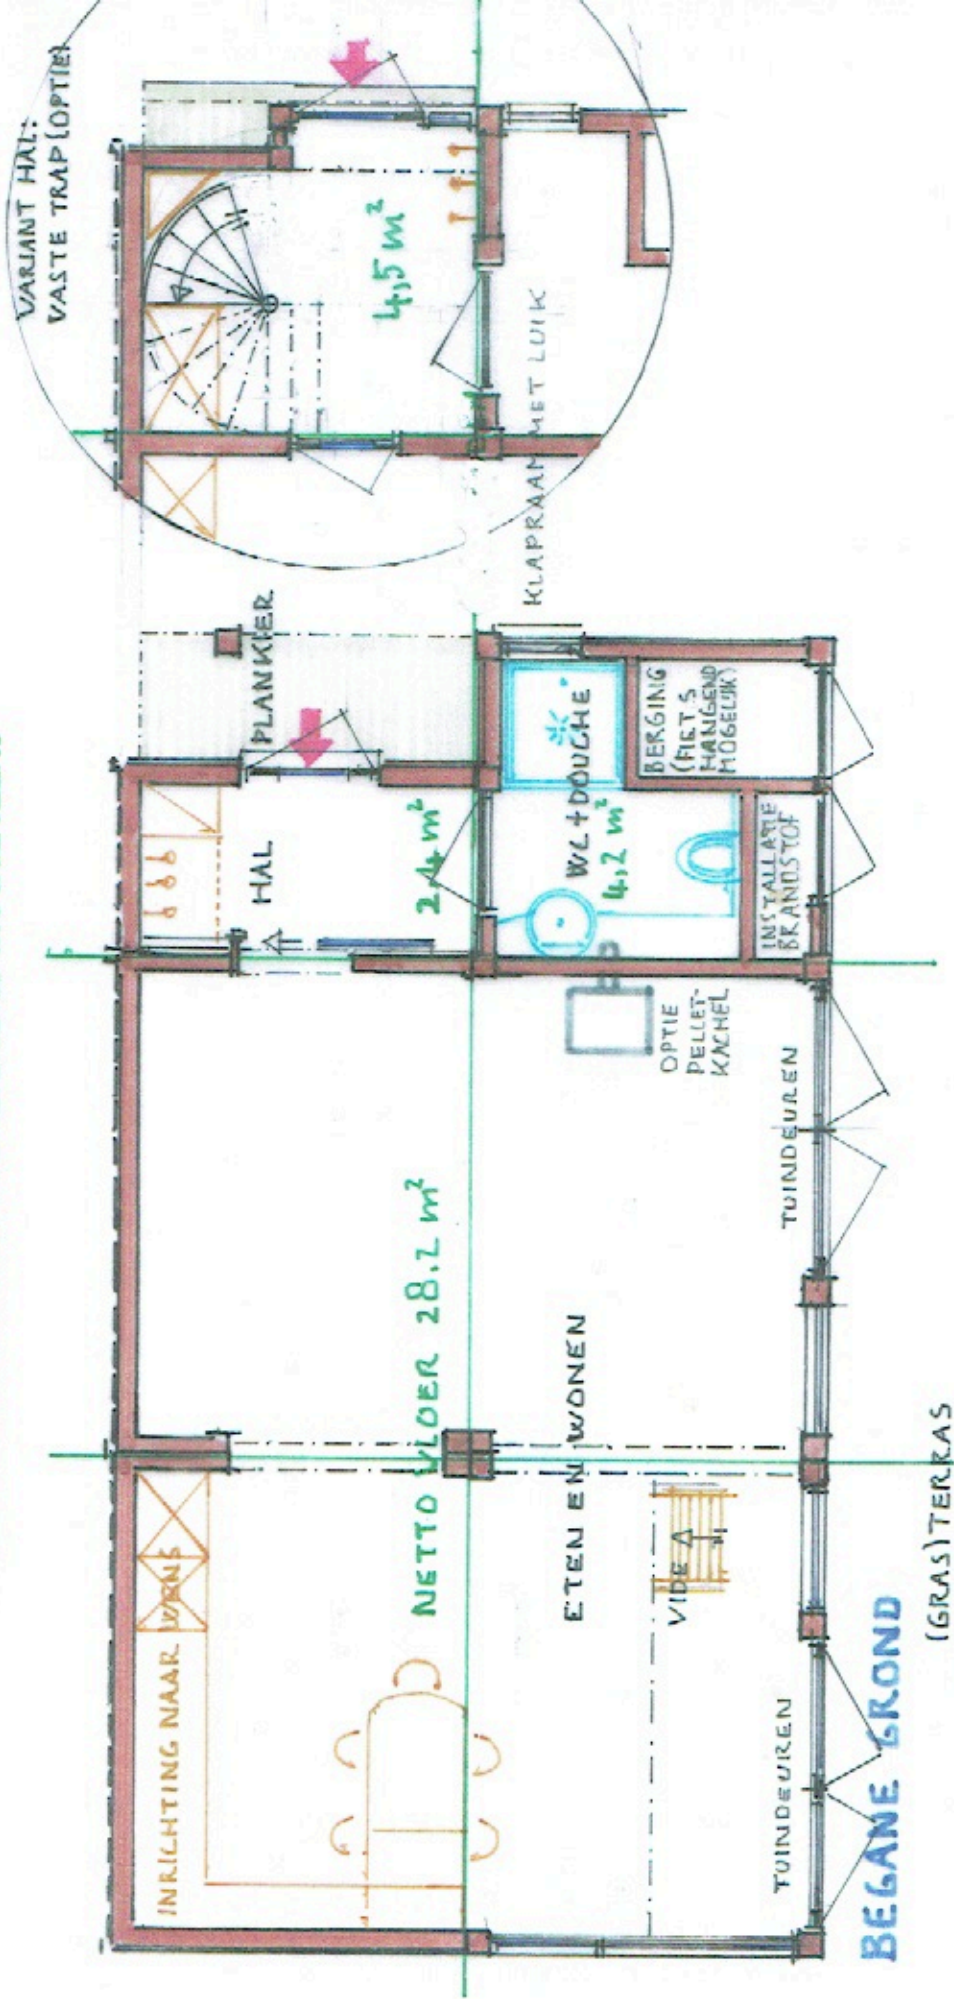 VARIANT HAL:
VASTE TRAP (OPTIE)
4,5 m²
KLAPRAAM MET LUIK
PLANKIER
HAL
2.4 m²
WC + DOUCHE
4,2 m²
BERGING
(FIETS
HANGEND
MOGELIJK)
INSTALLATIE
BRANDSTOF
OPTIE
PELLET-
KACHEL
TUINDEUREN
NETTO VLOER 28.2 m²
ETEN EN WONEN
VIDE
INRICHTING NAAR WENS
TUINDEUREN
BEGANE GROND
(GRAS)TERRAS